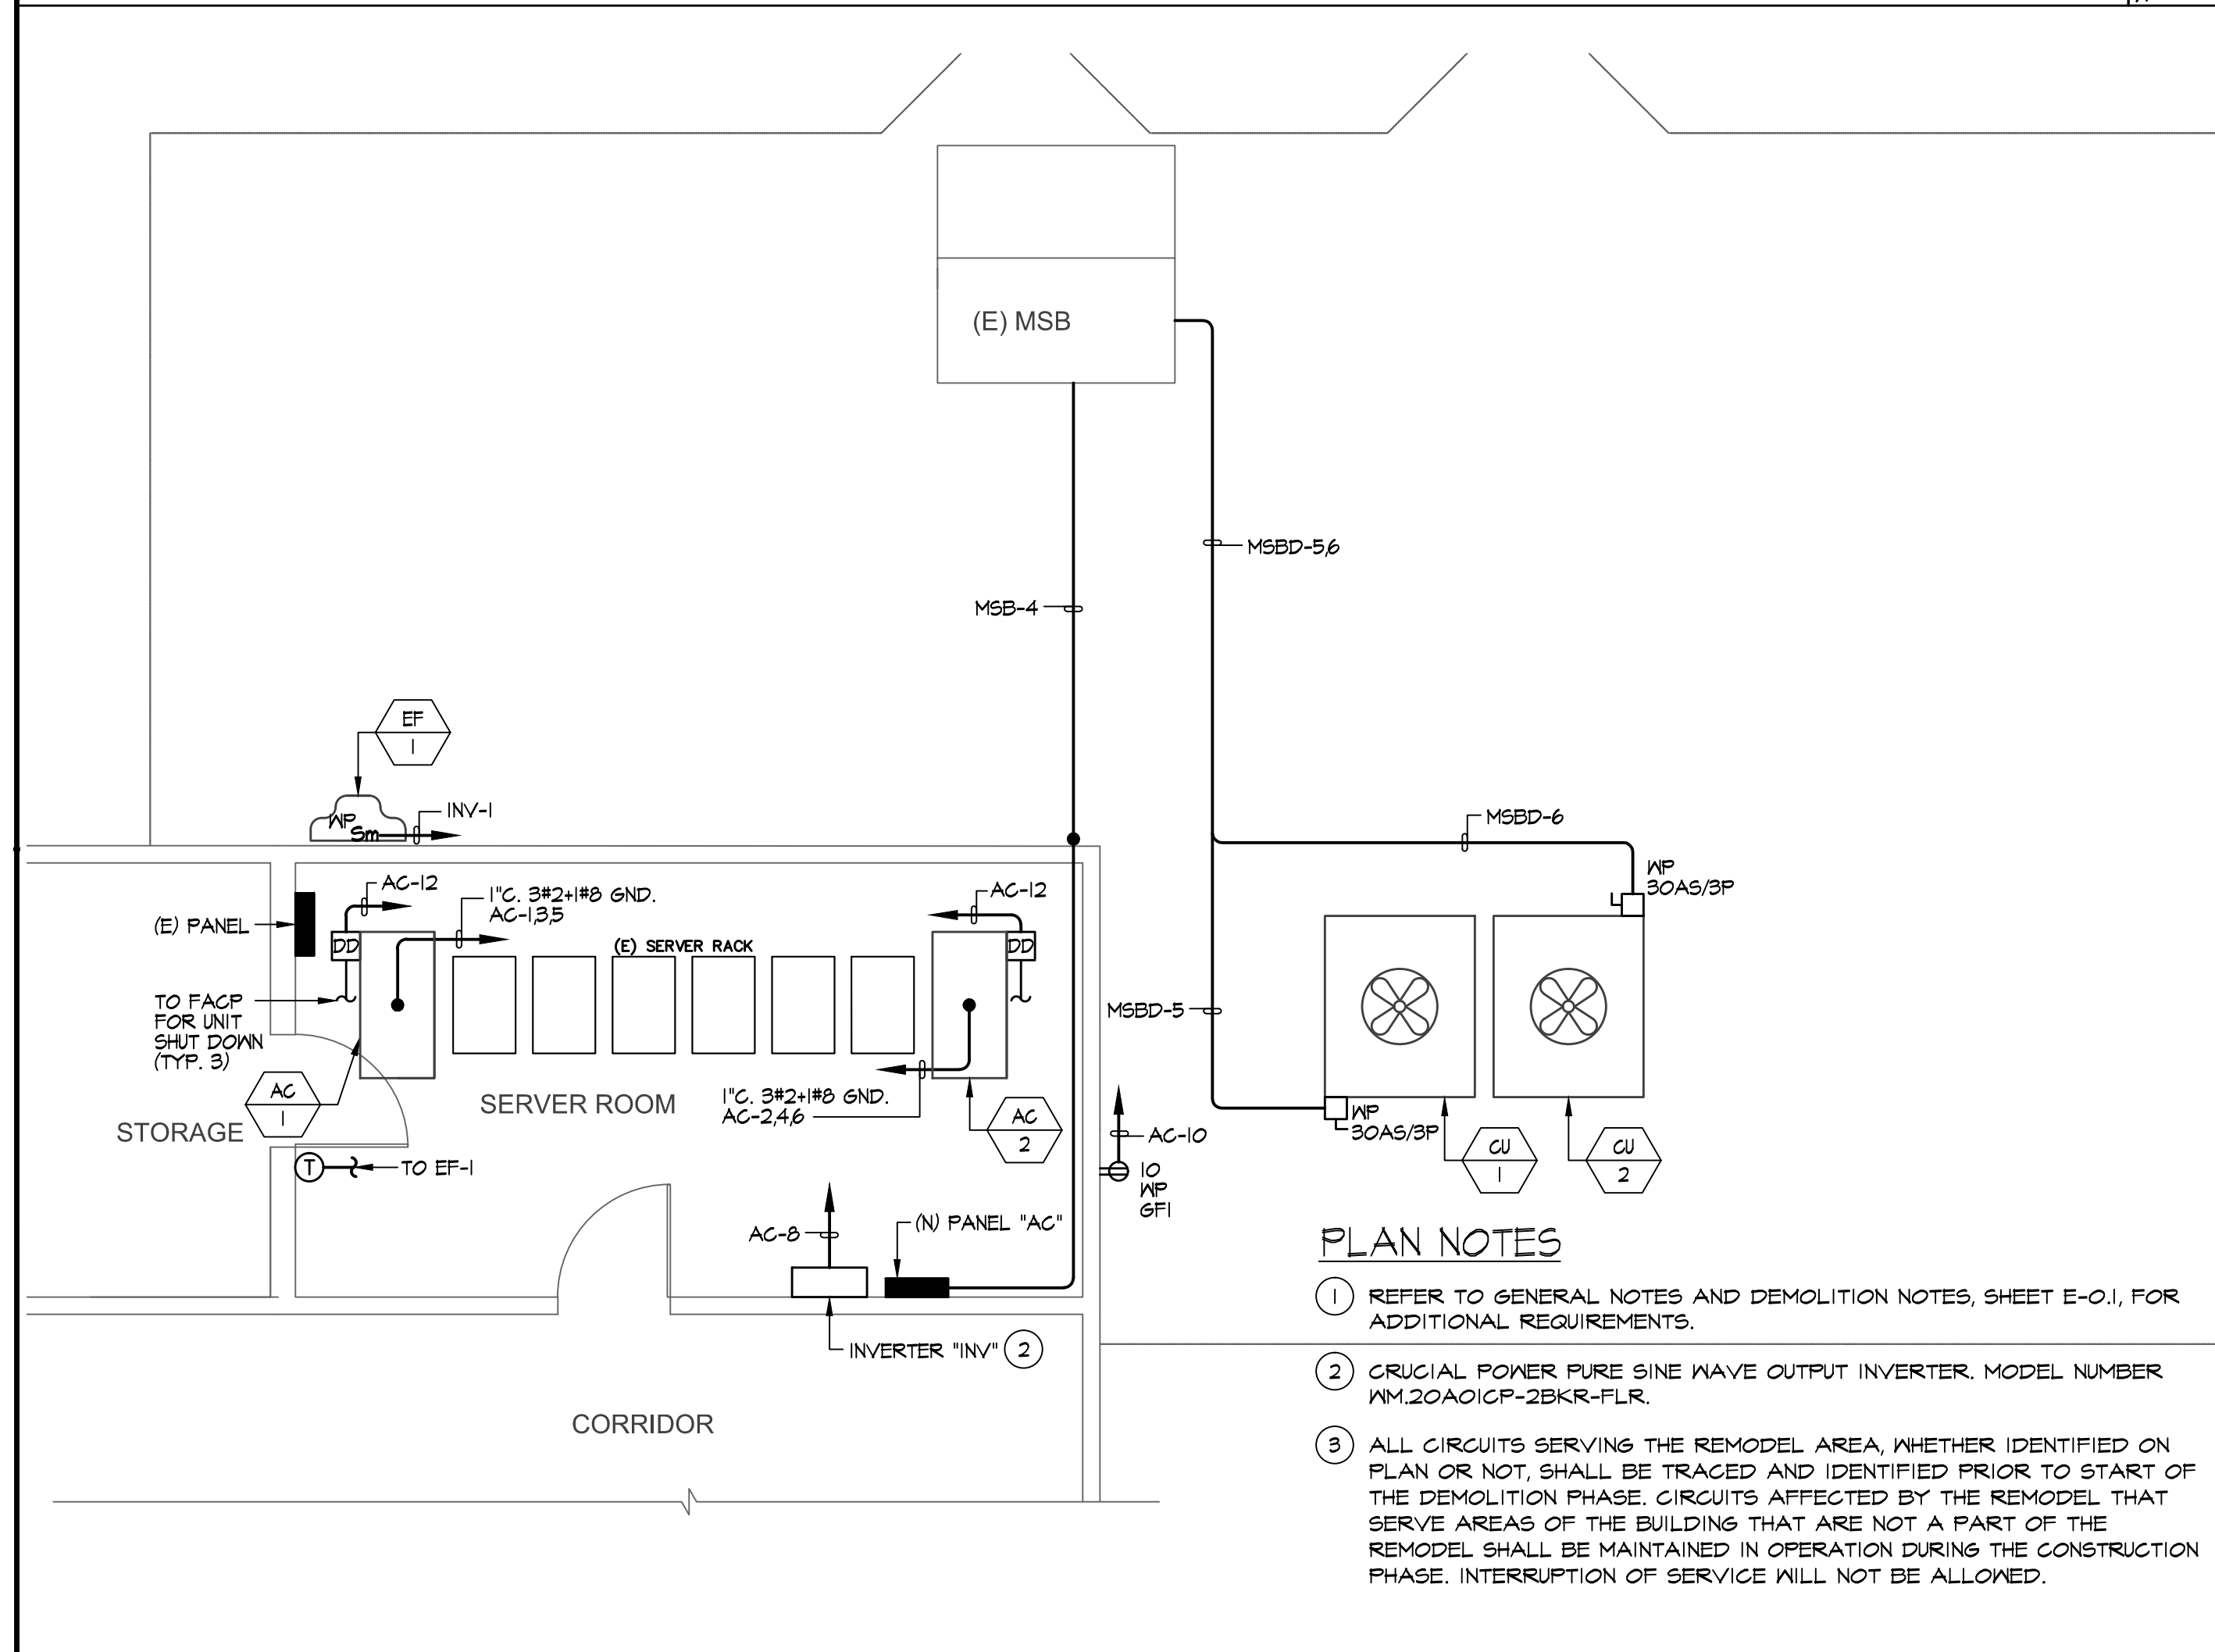 (E) MSB
MSBD-5,6
MSB-4
EF
1
WP
Sm
INV-1
MSBD-6
WP
30AS/3P
AC-12
1"C. 3#2+1#8 GND.
AC-1,3,5
AC-12
(E) PANEL
DD
(E) SERVER RACK
DD
TO FACP
FOR UNIT
SHUT DOWN
(TYP. 3)
MSBD-5
AC
1
SERVER ROOM
1"C. 3#2+1#8 GND.
AC-2,4,6
AC
2
STORAGE
WP
30AS/3P
CU
1
CU
2
AC-10
T
TO EF-1
10
WP
GFI
AC-8
(N) PANEL "AC"
INVERTER "INV" 2
CORRIDOR
PLAN NOTES
1 REFER TO GENERAL NOTES AND DEMOLITION NOTES, SHEET E-0.1, FOR
ADDITIONAL REQUIREMENTS.
2 CRUCIAL POWER PURE SINE WAVE OUTPUT INVERTER. MODEL NUMBER
WM.20A01CP-2BKR-FLR.
3 ALL CIRCUITS SERVING THE REMODEL AREA, WHETHER IDENTIFIED ON
PLAN OR NOT, SHALL BE TRACED AND IDENTIFIED PRIOR TO START OF
THE DEMOLITION PHASE. CIRCUITS AFFECTED BY THE REMODEL THAT
SERVE AREAS OF THE BUILDING THAT ARE NOT A PART OF THE
REMODEL SHALL BE MAINTAINED IN OPERATION DURING THE CONSTRUCTION
PHASE. INTERRUPTION OF SERVICE WILL NOT BE ALLOWED.